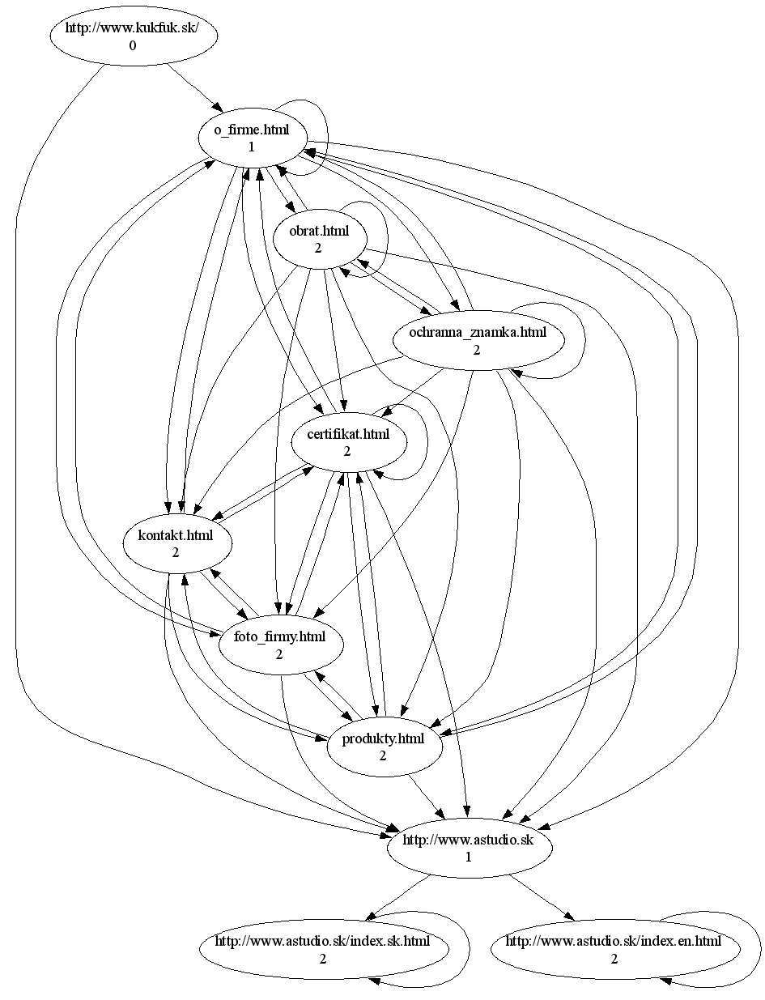 http://www.kukfuk.sk/
0
o_firme.html
1
obrat.html
2
ochranna_znamka.html
2
certifikat.html
2
kontakt.html
2
foto_firmy.html
2
produkty.html
2
http://www.astudio.sk
1
http://www.astudio.sk/index.sk.html
2
http://www.astudio.sk/index.en.html
2